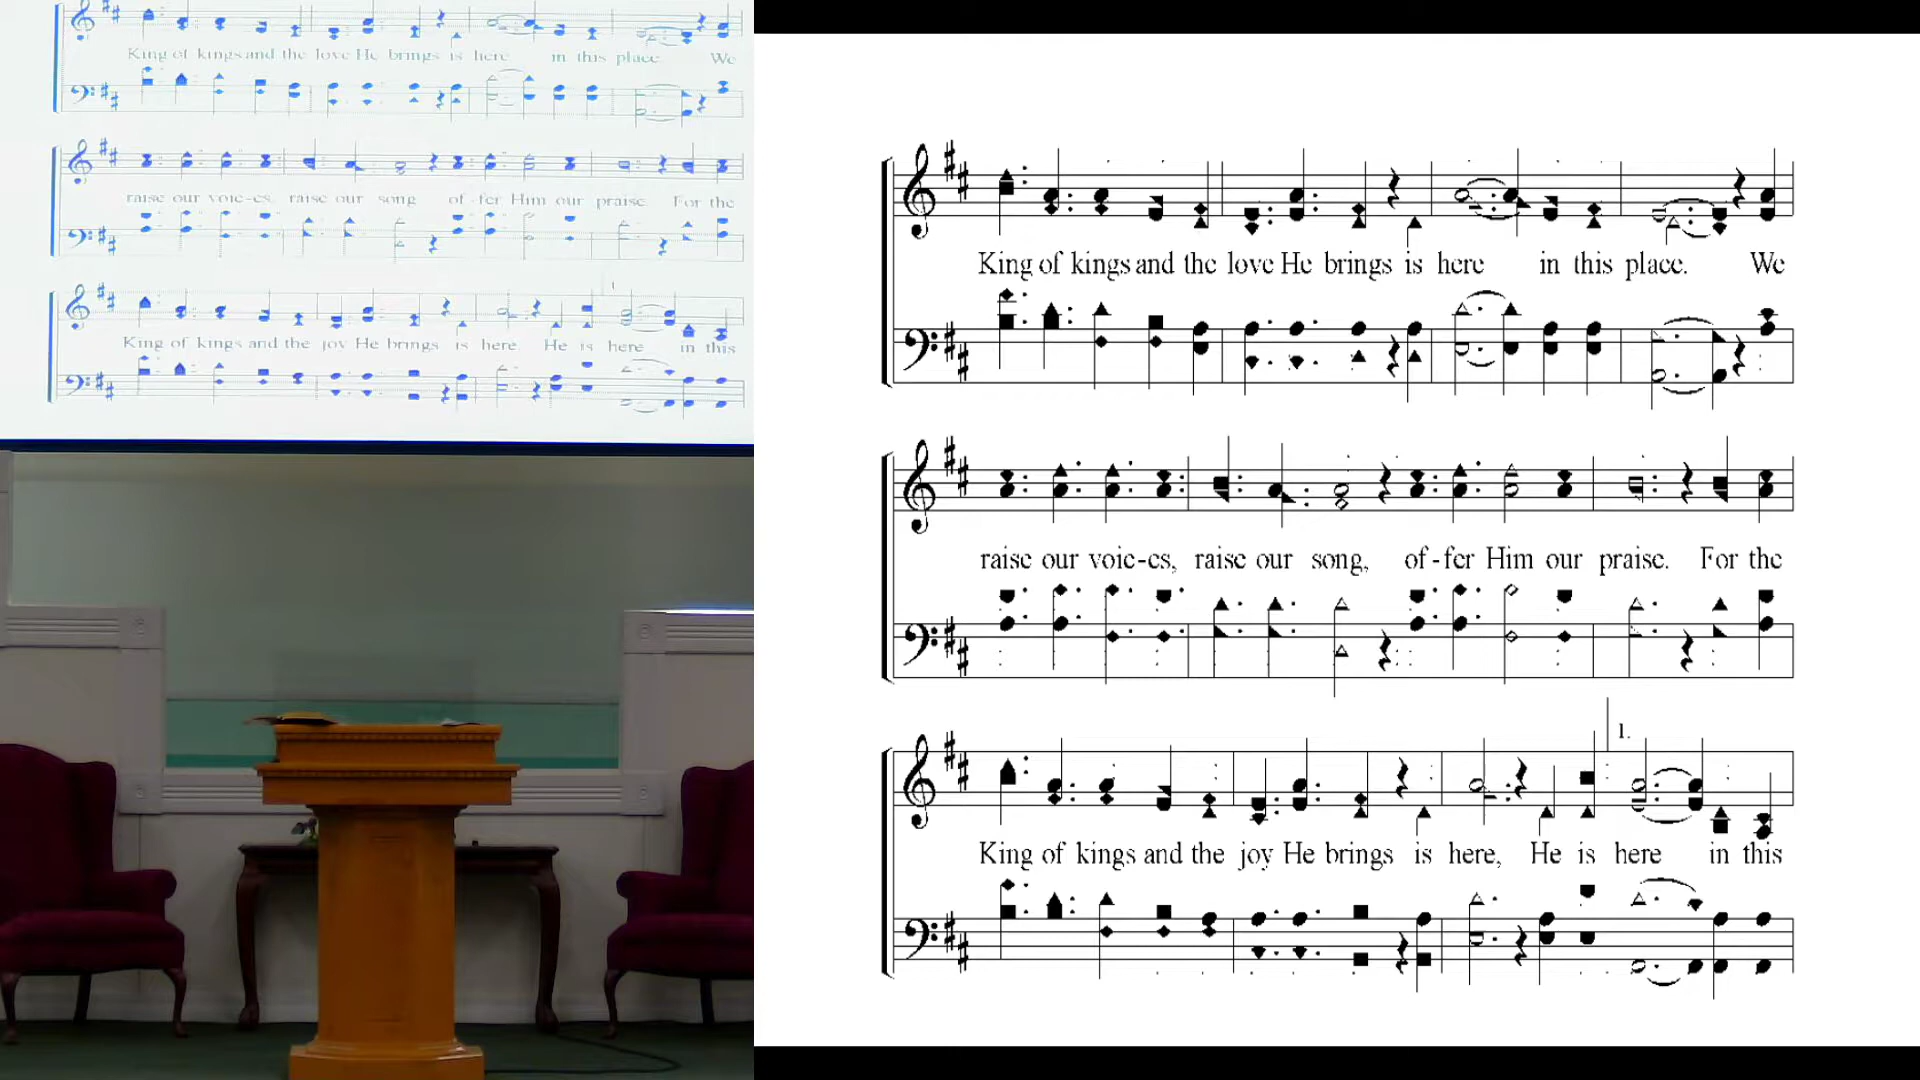 King of kings and the love He brings is here in this place. We
raise our voic-es, raise our song of-fer Him our praise For the
King of kings and the joy He brings is here He is here in this
King of kings and the love He brings is here in this place. We
raise our voic-es, raise our song, of-fer Him our praise. For the
1.
King of kings and the joy He brings is here, He is here in this